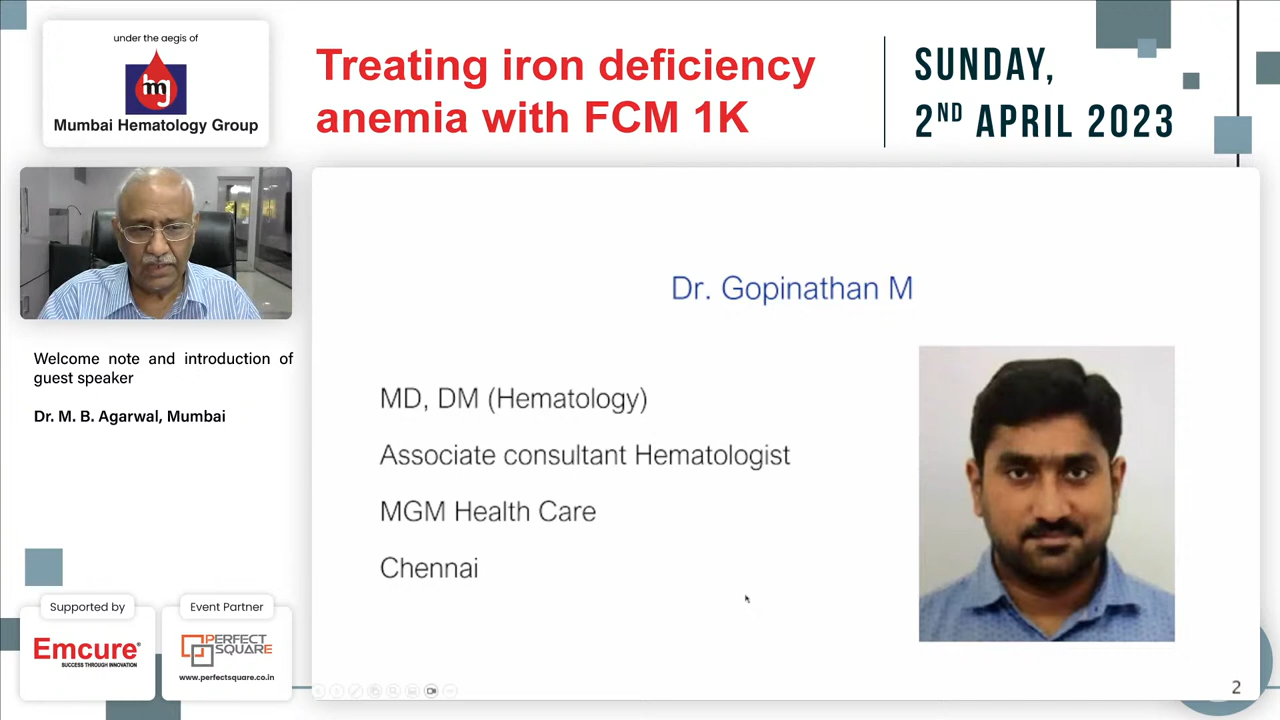 under the aegis of
mj
Mumbai Hematology Group
Treating iron deficiency
anemia with FCM 1K
SUNDAY,
2ND APRIL 2023
Welcome note and introduction of
guest speaker
Dr. M. B. Agarwal, Mumbai
Dr. Gopinathan M
MD, DM (Hematology)
Associate consultant Hematologist
MGM Health Care
Chennai
Supported by
Emcure®
SUCCESS THROUGH INNOVATION
Event Partner
PERFECT
SQUARE
www.perfectsquare.co.in
2